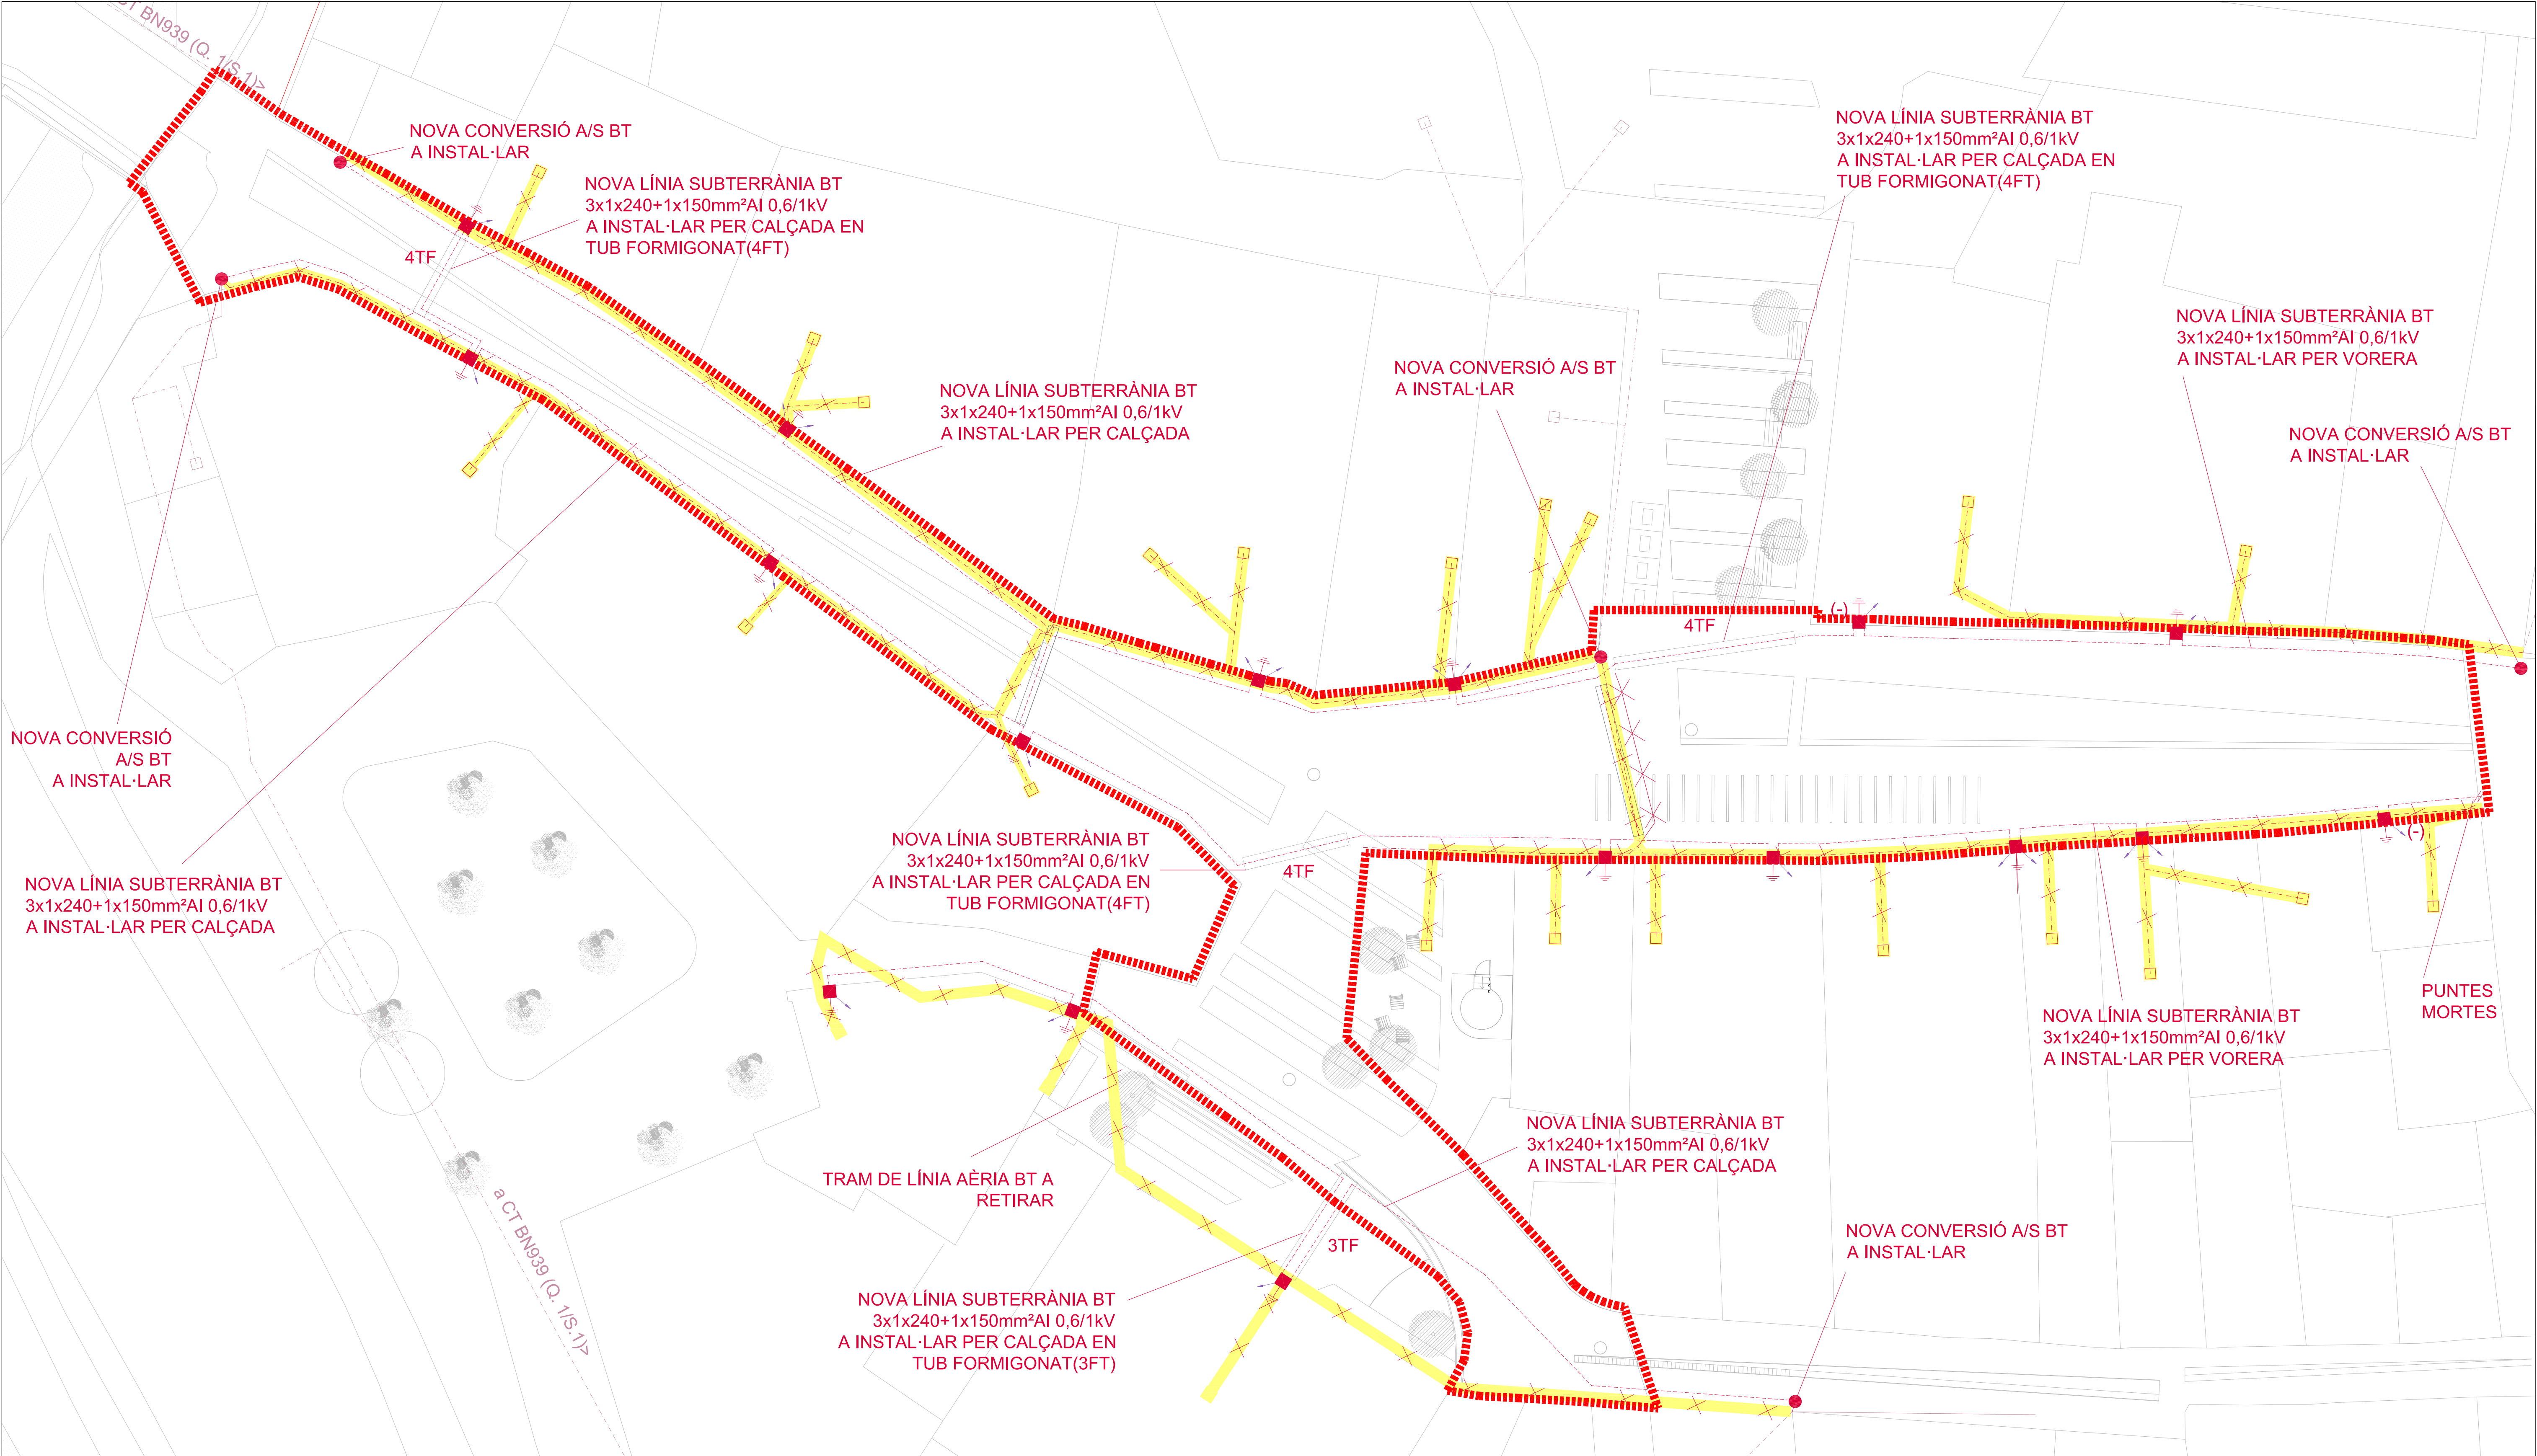 CT BN939 (Q. 1/S.1)>
NOVA CONVERSIÓ A/S BT
A INSTAL·LAR
NOVA LÍNIA SUBTERRÀNIA BT
3x1x240+1x150mm²Al 0,6/1kV
A INSTAL·LAR PER CALÇADA EN
TUB FORMIGONAT(4FT)
4TF
NOVA LÍNIA SUBTERRÀNIA BT
3x1x240+1x150mm²Al 0,6/1kV
A INSTAL·LAR PER CALÇADA EN
TUB FORMIGONAT(4FT)
NOVA LÍNIA SUBTERRÀNIA BT
3x1x240+1x150mm²Al 0,6/1kV
A INSTAL·LAR PER VORERA
NOVA CONVERSIÓ A/S BT
A INSTAL·LAR
NOVA LÍNIA SUBTERRÀNIA BT
3x1x240+1x150mm²Al 0,6/1kV
A INSTAL·LAR PER CALÇADA
NOVA CONVERSIÓ A/S BT
A INSTAL·LAR
(-)
4TF
NOVA CONVERSIÓ
A/S BT
A INSTAL·LAR
NOVA LÍNIA SUBTERRÀNIA BT
3x1x240+1x150mm²Al 0,6/1kV
A INSTAL·LAR PER CALÇADA EN
TUB FORMIGONAT(4FT)
4TF
(-)
NOVA LÍNIA SUBTERRÀNIA BT
3x1x240+1x150mm²Al 0,6/1kV
A INSTAL·LAR PER CALÇADA
PUNTES
MORTES
NOVA LÍNIA SUBTERRÀNIA BT
3x1x240+1x150mm²Al 0,6/1kV
A INSTAL·LAR PER VORERA
NOVA LÍNIA SUBTERRÀNIA BT
3x1x240+1x150mm²Al 0,6/1kV
A INSTAL·LAR PER CALÇADA
TRAM DE LÍNIA AÈRIA BT A
RETIRAR
a CT BN939 (Q. 1/S.1)>
3TF
NOVA CONVERSIÓ A/S BT
A INSTAL·LAR
NOVA LÍNIA SUBTERRÀNIA BT
3x1x240+1x150mm²Al 0,6/1kV
A INSTAL·LAR PER CALÇADA EN
TUB FORMIGONAT(3FT)